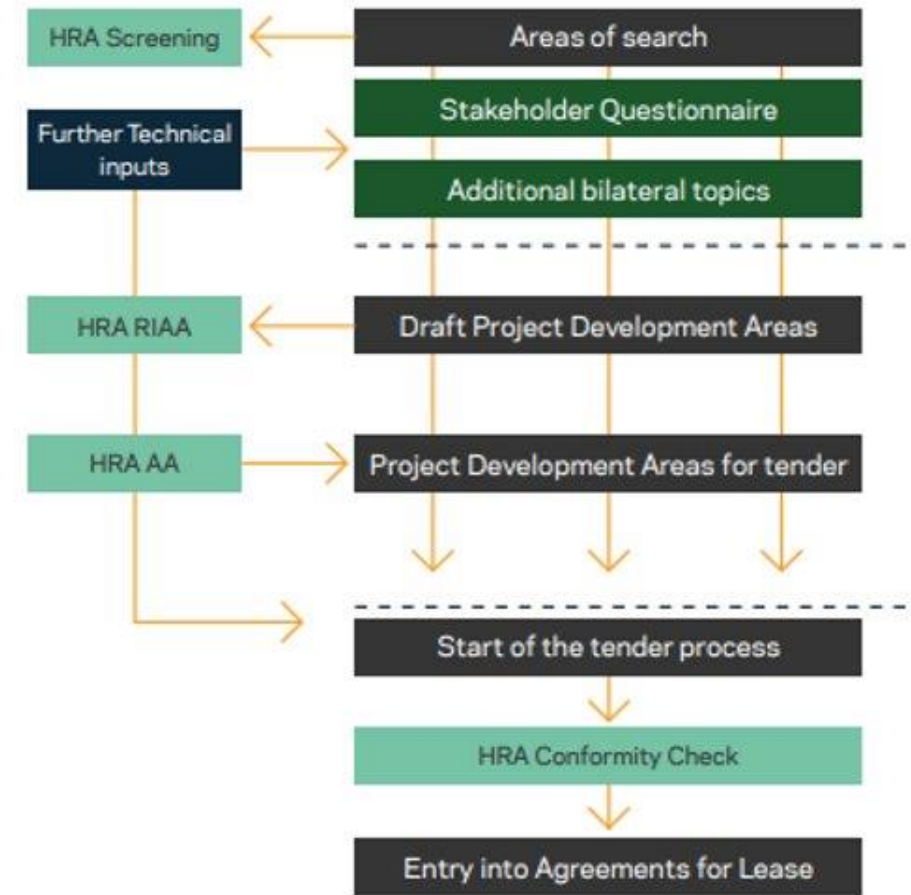 HRA Screening
Areas of search
Stakeholder Questionnaire
Further Technical
inputs
Additional bilateral topics
HRA RIAA
Draft Project Development Areas
HRA AA
Project Development Areas for tender
Start of the tender process
HRA Conformity Check
Entry into Agreements for Lease